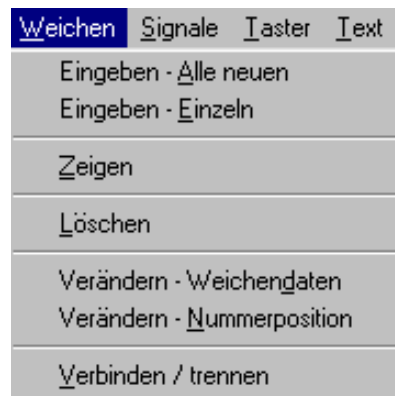 Weichen Signale Taster Text
Eingeben - Alle neuen
Eingeben - Einzeln
Zeigen
Löschen
Verändern - Weichendaten
Verändern - Nummerposition
Verbinden / trennen